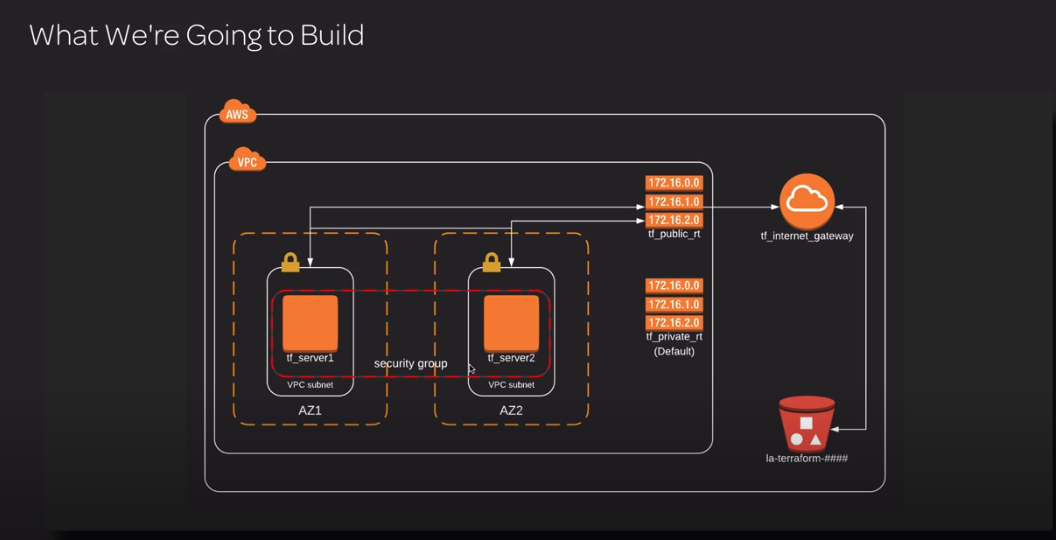 What We're Going to Build
AWS
VPC
172.16.0.0
172.16.1.0
172.16.2.0
tf_public_rt
tf_internet_gateway
172.16.0.0
172.16.1.0
172.16.2.0
tf_private_rt
(Default)
tf_server1
tf_server2
security group
VPC subnet
VPC subnet
AZ1
AZ2
la-terraform-####